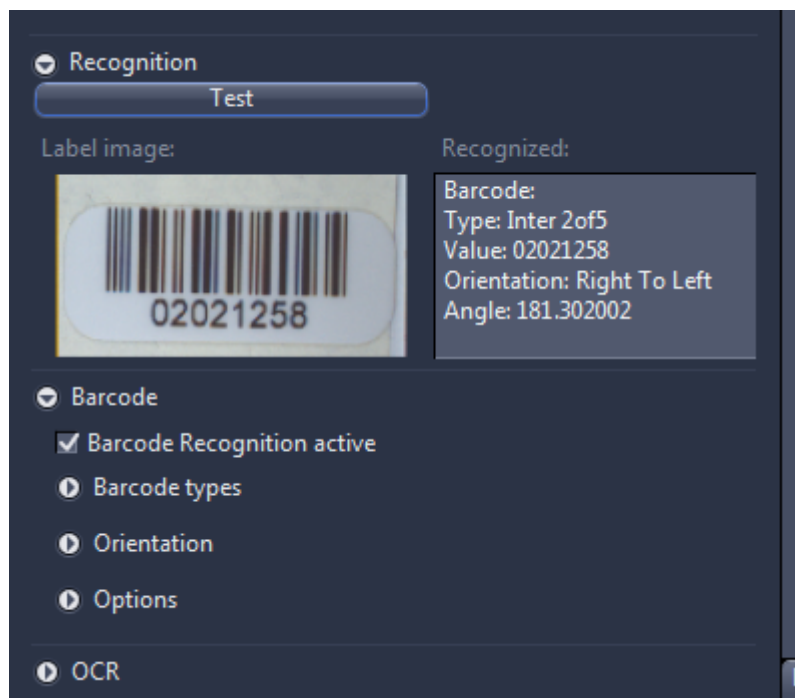 Recognition
Test
Label image:
Recognized:
02021258
Barcode:
Type: Inter 2of5
Value: 02021258
Orientation: Right To Left
Angle: 181.302002
Barcode
Barcode Recognition active
Barcode types
Orientation
Options
OCR